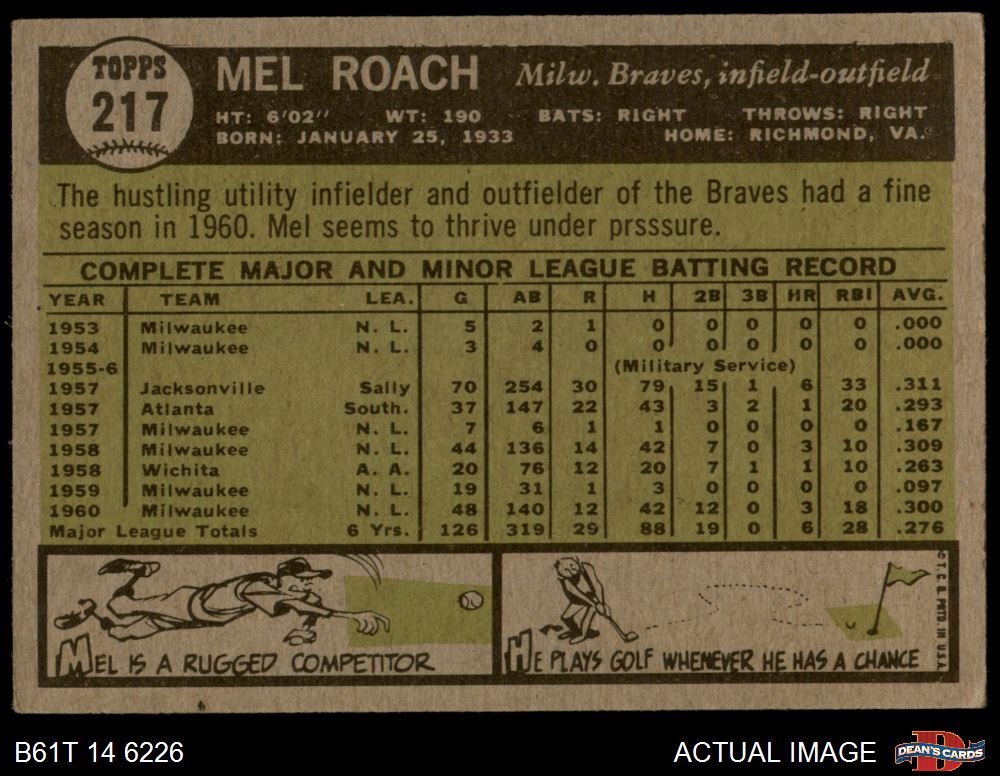 TOPPS
217
MEL ROACH Milw. Braves, infield-outfield
HT: 6'02" WT: 190 BATS: RIGHT THROWS: RIGHT
BORN: JANUARY 25, 1933 HOME: RICHMOND, VA.
The hustling utility infielder and outfielder of the Braves had a fine
season in 1960. Mel seems to thrive under prsssure.
COMPLETE MAJOR AND MINOR LEAGUE BATTING RECORD
YEAR TEAM LEA. G AB R H 2B 3B HR RBI AVG.
1953 Milwaukee N. L. 5 2 1 0 0 0 0 0 .000
1954 Milwaukee N. L. 3 4 0 0 0 0 0 0 .000
1955-6 (Military Service)
1957 Jacksonville Sally 70 254 30 79 15 1 6 33 .311
1957 Atlanta South. 37 147 22 43 3 2 1 20 .293
1957 Milwaukee N. L. 7 6 1 1 0 0 0 0 .167
1958 Milwaukee N. L. 44 136 14 42 7 0 3 10 .309
1958 Wichita A. A. 20 76 12 20 7 1 1 10 .263
1959 Milwaukee N. L. 19 31 1 3 0 0 0 0 .097
1960 Milwaukee N. L. 48 140 12 42 12 0 3 18 .300
Major League Totals 6 Yrs. 126 319 29 88 19 0 6 28 .276
MEL IS A RUGGED COMPETITOR
HE PLAYS GOLF WHENEVER HE HAS A CHANCE
©T. C. G. PRTD. IN U.S.A.
B61T 14 6226
ACTUAL IMAGE
D
DEAN'S CARDS